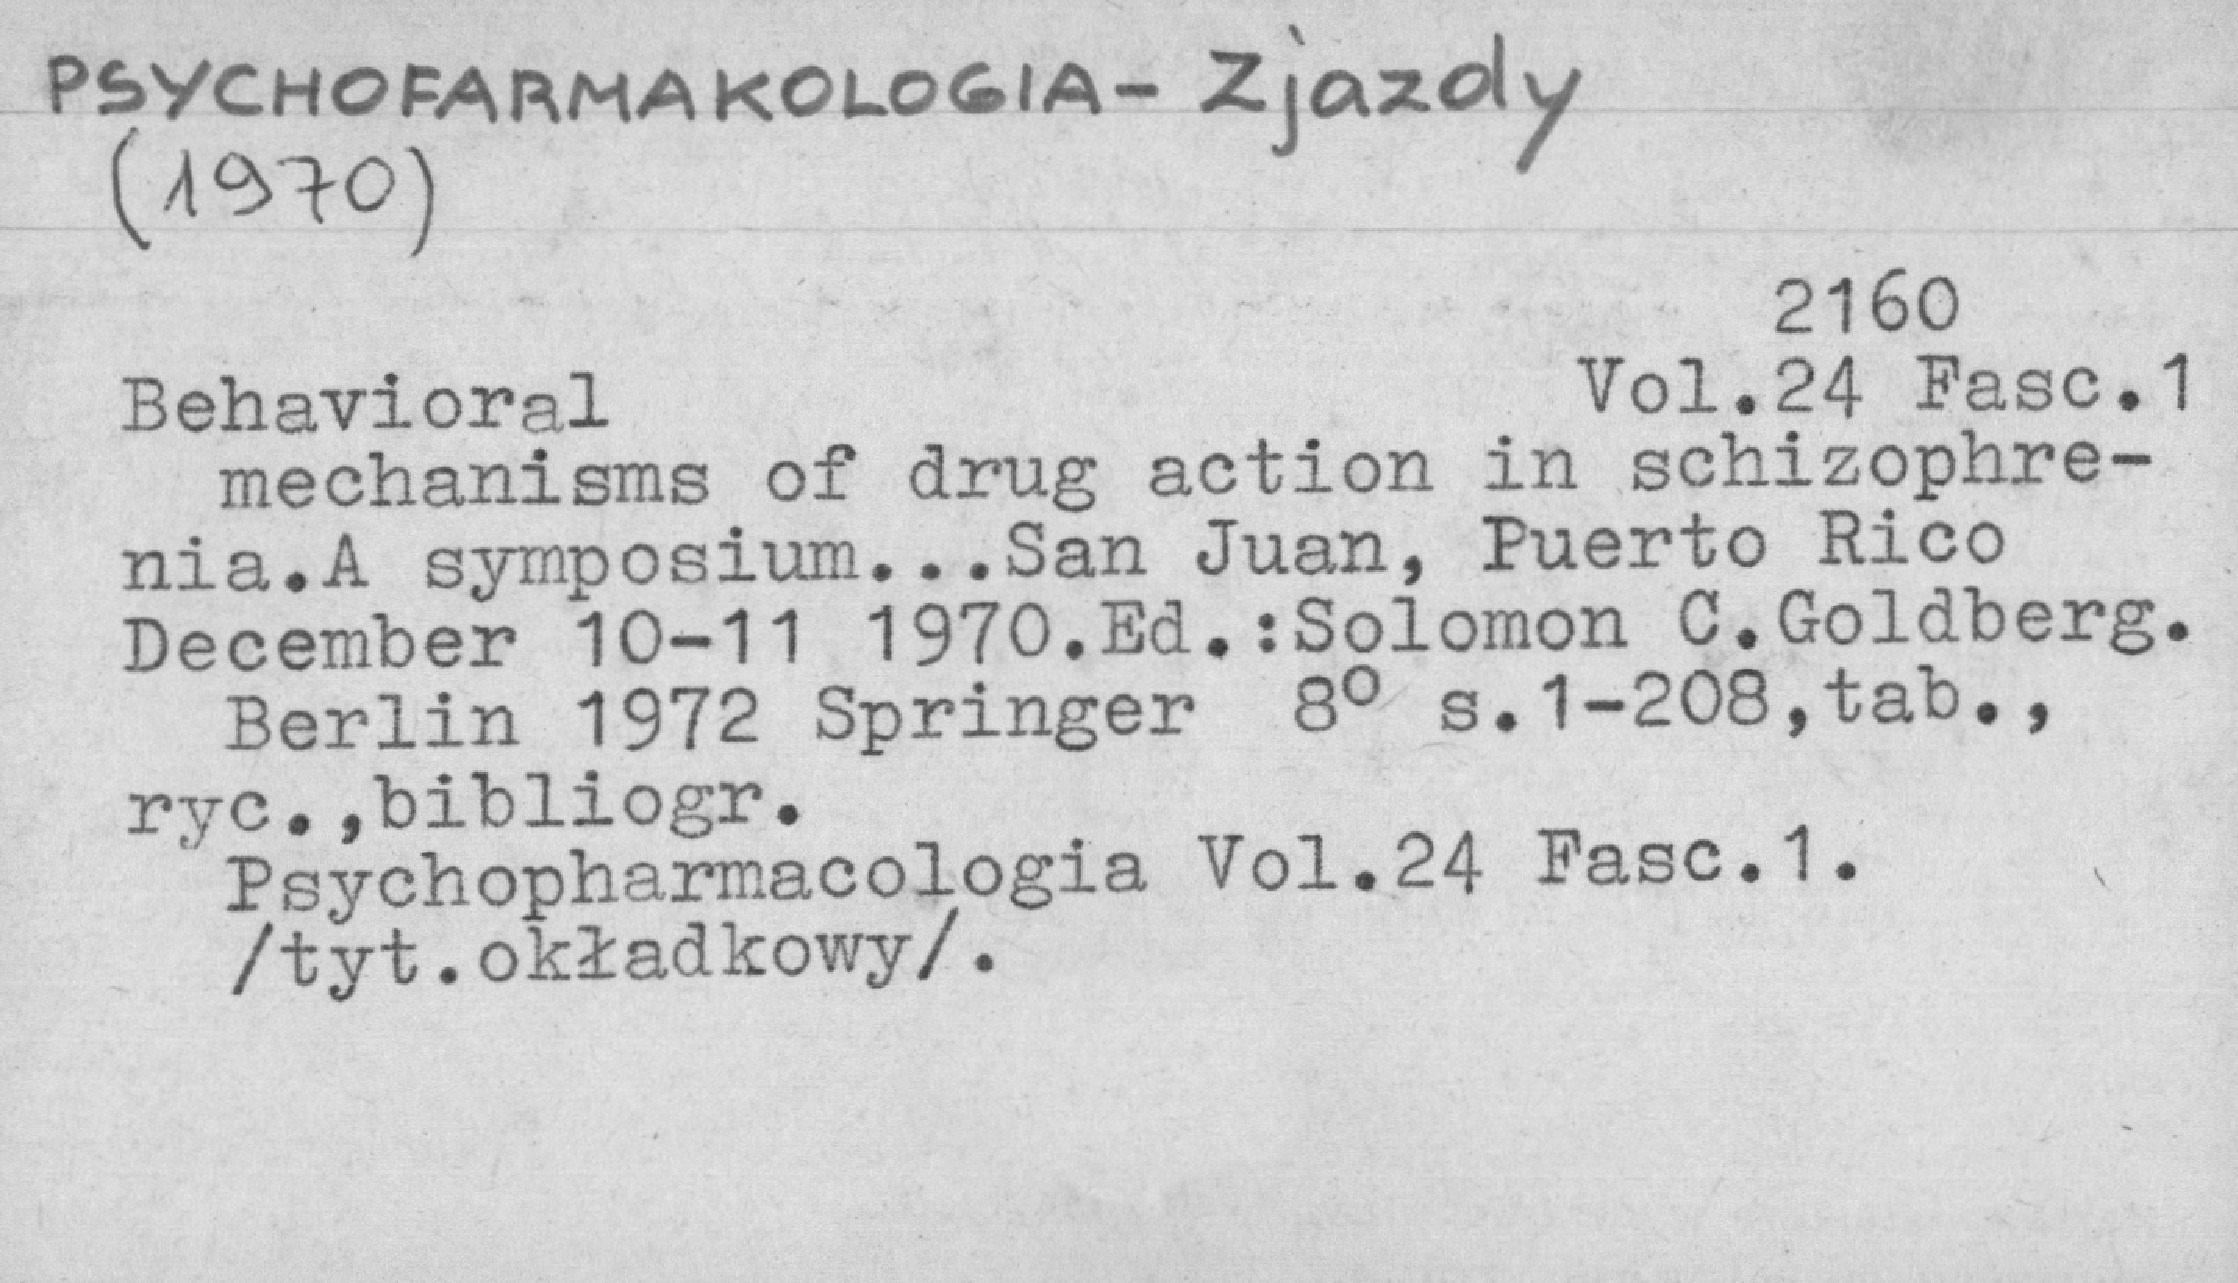 PSYCHOFARMAKOLOGIA - Zjazdy
(1970)
2160
Vol.24 Fasc.1
Behavioral
mechanisms of drug action in schizophre-
nia.A symposium...San Juan, Puerto Rico
December 10-11 1970.Ed.:Solomon C.Goldberg.
Berlin 1972 Springer 8° s.1-208,tab.,
ryc.,bibliogr.
Psychopharmacologia Vol.24 Fasc.1.
/tyt.okładkowy/.